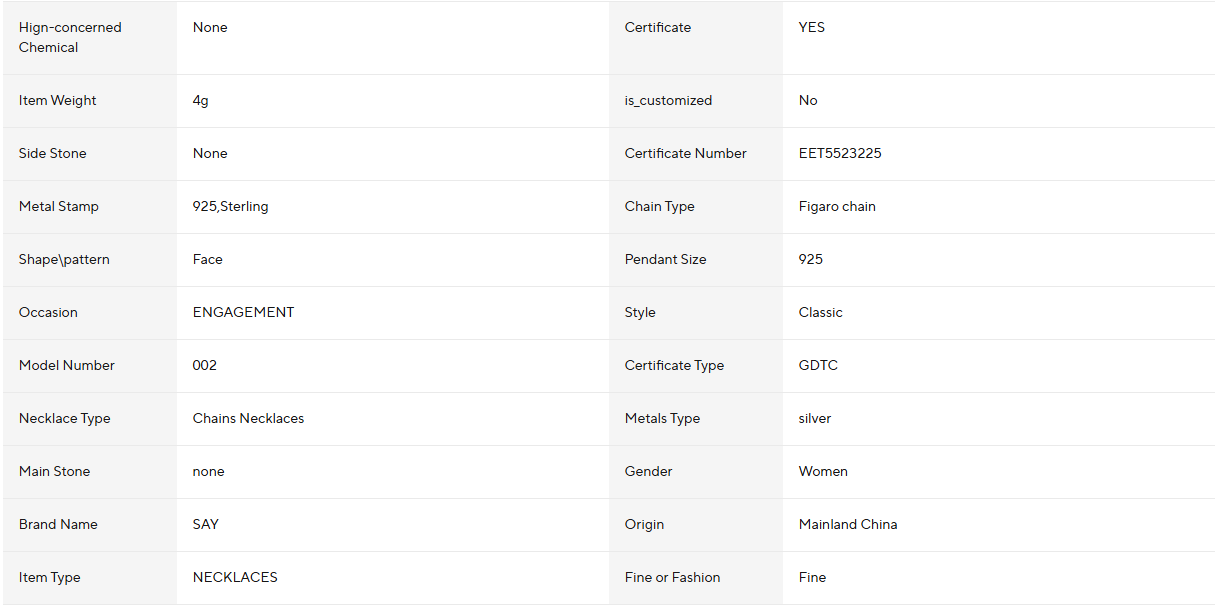 Hign-concerned
Chemical
None
Certificate
YES
Item Weight
4g
is_customized
No
Side Stone
None
Certificate Number
EET5523225
Metal Stamp
925,Sterling
Chain Type
Figaro chain
Shape\pattern
Face
Pendant Size
925
Occasion
ENGAGEMENT
Style
Classic
Model Number
002
Certificate Type
GDTC
Necklace Type
Chains Necklaces
Metals Type
silver
Main Stone
none
Gender
Women
Brand Name
SAY
Origin
Mainland China
Item Type
NECKLACES
Fine or Fashion
Fine